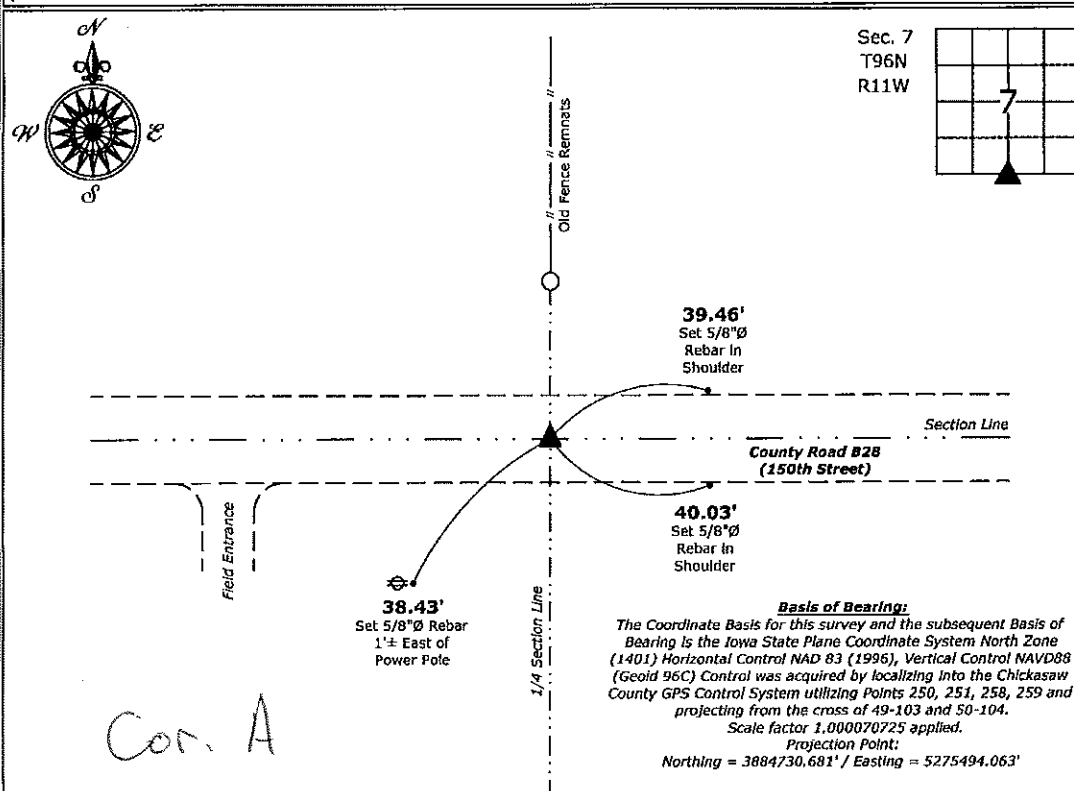 N
W
E
S
Sec. 7
T96N
R11W
7
Old Fence Remnats
39.46'
Set 5/8"Ø
Rebar in
Shoulder
Section Line
County Road B28
(150th Street)
Field Entrance
40.03'
Set 5/8"Ø
Rebar in
Shoulder
38.43'
Set 5/8"Ø Rebar
1'± East of
Power Pole
1/4 Section Line
Basis of Bearing:
The Coordinate Basis for this survey and the subsequent Basis of
Bearing is the Iowa State Plane Coordinate System North Zone
(1401) Horizontal Control NAD 83 (1996), Vertical Control NAVD88
(Geoid 96C) Control was acquired by localizing into the Chickasaw
County GPS Control System utilizing Points 250, 251, 258, 259 and
projecting from the cross of 49-103 and 50-104.
Scale factor 1.000070725 applied.
Projection Point:
Northing = 3884730.681' / Easting = 5275494.063'
Cor. A